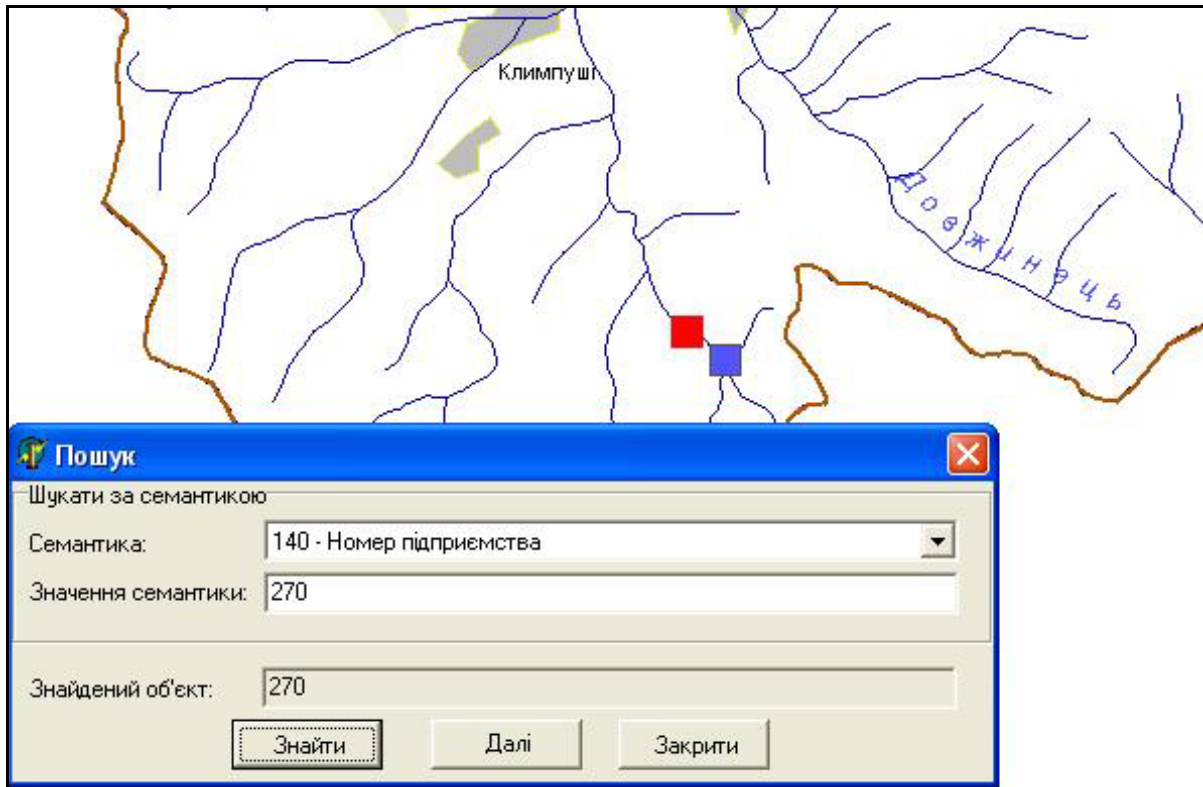 Климпуші
Довжинець
Пошук
Шукати за семантикою
Семантика:
140 - Номер підприємства
Значення семантики:
270
Знайдений об'єкт:
270
Знайти
Далі
Закрити